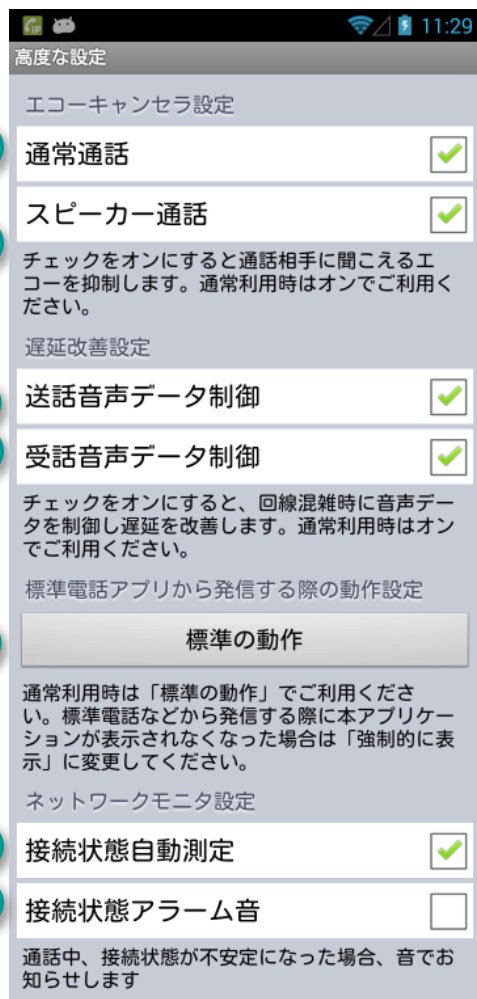 11:29
高度な設定
エコーキャンセラ設定
通常通話
スピーカー通話
チェックをオンにすると通話相手に聞こえるエ
コーを抑制します。通常利用時はオンでご利用く
ださい。
遅延改善設定
送話音声データ制御
受話音声データ制御
チェックをオンにすると、回線混雑時に音声デー
タを制御し遅延を改善します。通常利用時はオン
でご利用ください。
標準電話アプリから発信する際の動作設定
標準の動作
通常利用時は「標準の動作」でご利用くださ
い。標準電話などから発信する際に本アプリケー
ションが表示されなくなった場合は「強制的に表
示」に変更してください。
ネットワークモニタ設定
接続状態自動測定
接続状態アラーム音
通話中、接続状態が不安定になった場合、音でお
知らせします